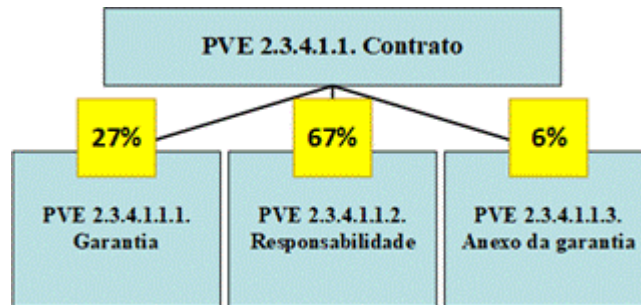 PVE 2.3.4.1.1. Contrato
27%
67%
6%
PVE 2.3.4.1.1.1.
Garantia
PVE 2.3.4.1.1.2.
Responsabilidade
PVE 2.3.4.1.1.3.
Anexo da garantia